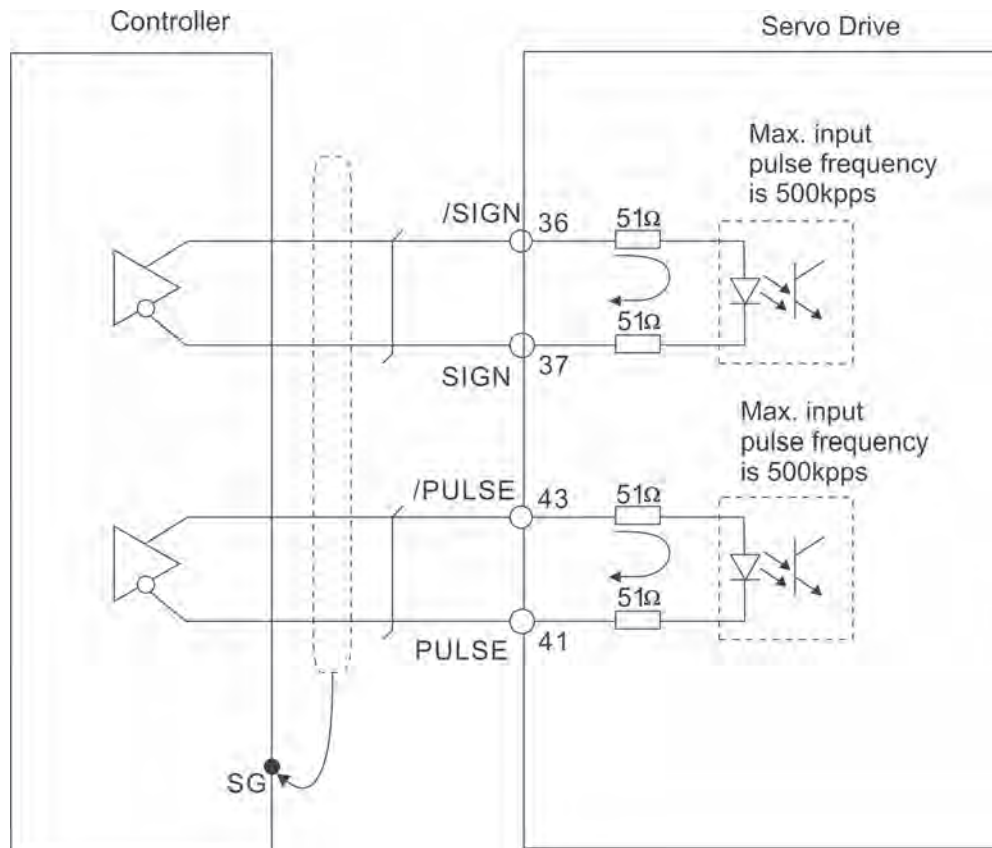 Controller
Servo Drive
Max. input
pulse frequency
is 500kpps
/SIGN
36
51Ω
51Ω
SIGN
37
Max. input
pulse frequency
is 500kpps
/PULSE
43
51Ω
51Ω
PULSE
41
SG